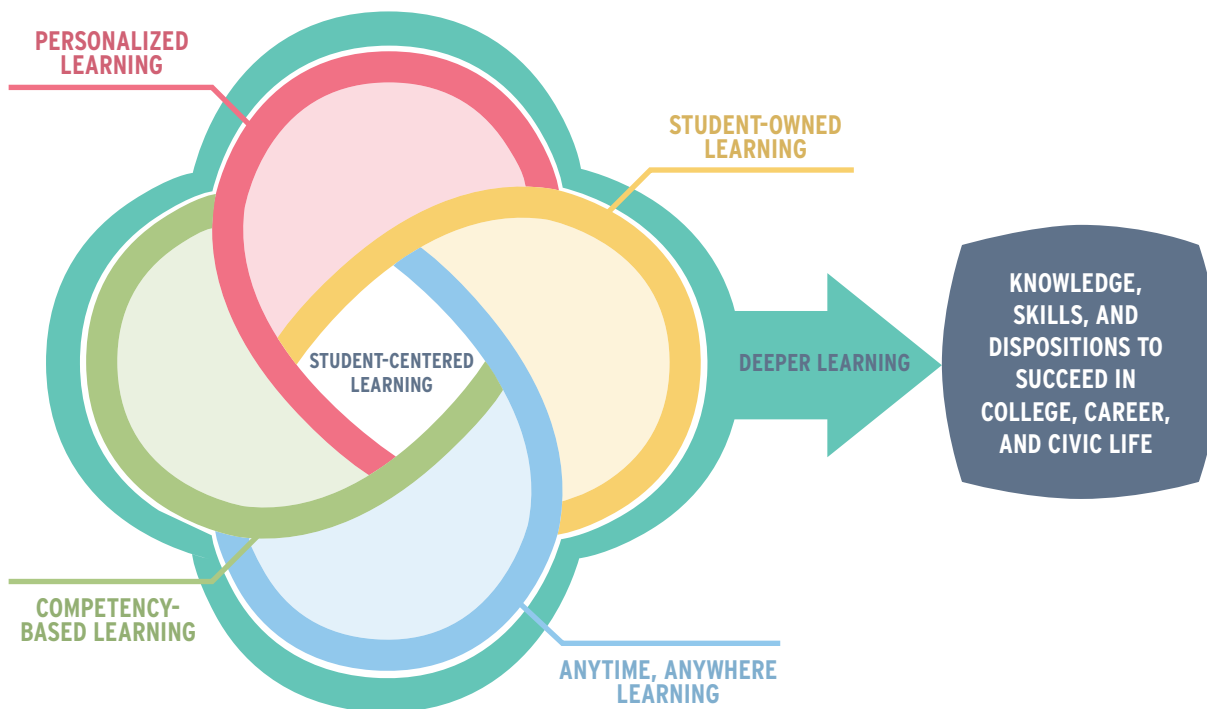 PERSONALIZED
LEARNING
STUDENT-OWNED
LEARNING
STUDENT-CENTERED
LEARNING
DEEPER LEARNING
KNOWLEDGE,
SKILLS, AND
DISPOSITIONS TO
SUCCEED IN
COLLEGE, CAREER,
AND CIVIC LIFE
COMPETENCY-
BASED LEARNING
ANYTIME, ANYWHERE
LEARNING